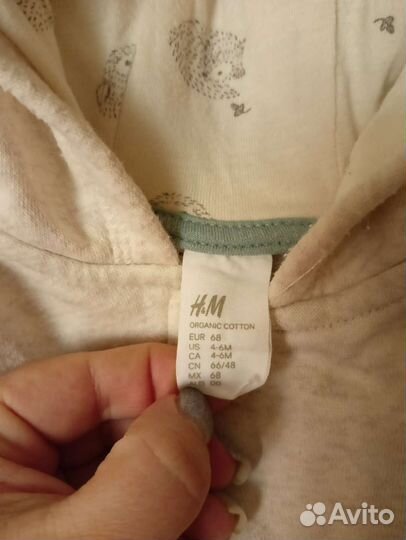 H&M
ORGANIC COTTON
EUR 68
US 4-6M
CA 4-6M
CN 66/48
MX 68
Avito